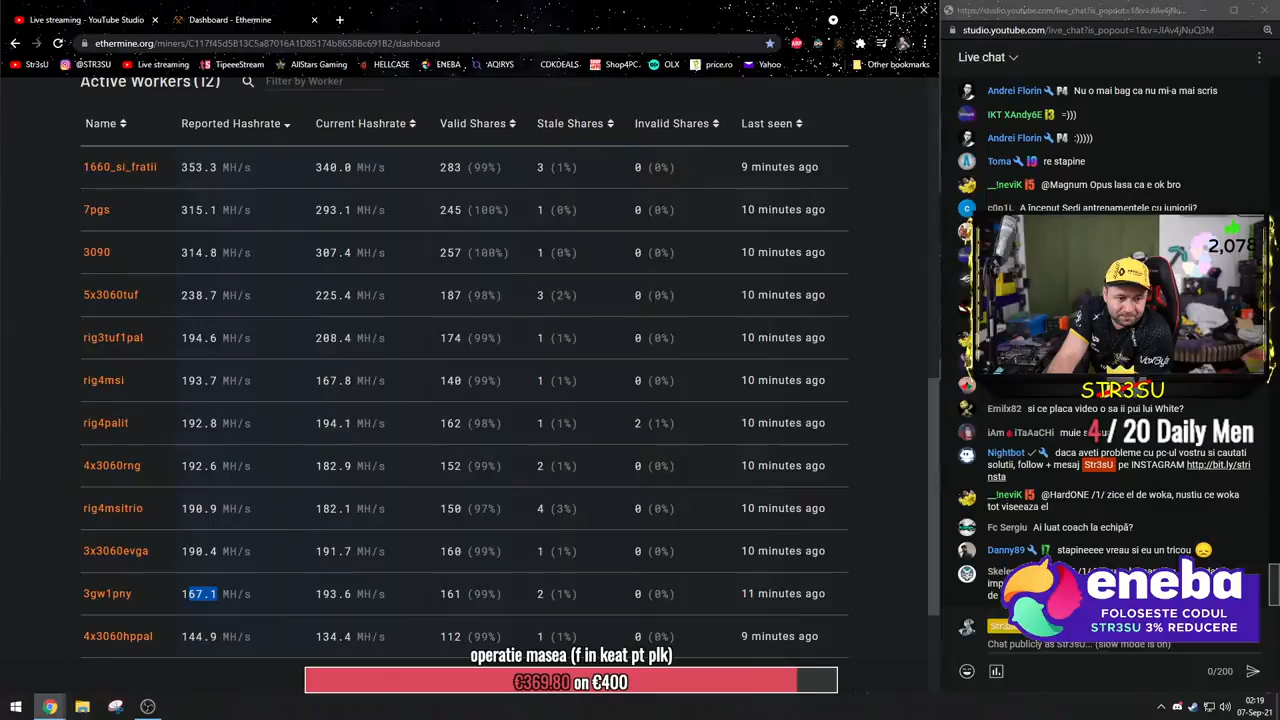 Live streaming - YouTube Studio
Dashboard - Ethermine
ethermine.org/miners/C117f45d5B13C5a87016A1D85174b8658Bc691B2/dashboard
Str3sU
@STR3SU
Live streaming
TipeeeStream
AllStars Gaming
HELLCASE
ENEBA
AQIRYS
CDKDEALS
Shop4PC
OLX
price.ro
Yahoo
Other bookmarks
Active Workers (12)
Filter by Worker
Name Reported Hashrate Current Hashrate Valid Shares Stale Shares Invalid Shares Last seen
1660_si_fratii 353.3 MH/s 340.0 MH/s 283 (99%) 3 (1%) 0 (0%) 9 minutes ago
7pgs 315.1 MH/s 293.1 MH/s 245 (100%) 1 (0%) 0 (0%) 10 minutes ago
3090 314.8 MH/s 307.4 MH/s 257 (100%) 1 (0%) 0 (0%) 10 minutes ago
5x3060tuf 238.7 MH/s 225.4 MH/s 187 (98%) 3 (2%) 0 (0%) 10 minutes ago
rig3tuf1pal 194.6 MH/s 208.4 MH/s 174 (99%) 1 (1%) 0 (0%) 10 minutes ago
rig4msi 193.7 MH/s 167.8 MH/s 140 (99%) 1 (1%) 0 (0%) 10 minutes ago
rig4palit 192.8 MH/s 194.1 MH/s 162 (98%) 1 (1%) 2 (1%) 10 minutes ago
4x3060rng 192.6 MH/s 182.9 MH/s 152 (99%) 2 (1%) 0 (0%) 10 minutes ago
rig4msitrio 190.9 MH/s 182.1 MH/s 150 (97%) 4 (3%) 0 (0%) 10 minutes ago
3x3060evga 190.4 MH/s 191.7 MH/s 160 (99%) 1 (1%) 0 (0%) 10 minutes ago
3gw1pny 167.1 MH/s 193.6 MH/s 161 (99%) 2 (1%) 0 (0%) 11 minutes ago
4x3060hppal 144.9 MH/s 134.4 MH/s 112 (99%) 1 (1%) 0 (0%) 9 minutes ago
operatie masea (f in keat pt plk)
€369.80 on €400
studio.youtube.com/live_chat?is_popout=1&v=JIAv4jNuQ3M
Live chat
Andrei Florin P4 Nu o mai bag ca nu mi-a mai scris
IKT XAndy6E i3 =)))
Andrei Florin P4 :)))))
Toma i9 re stapine
__!neviK i5 @Magnum Opus lasa ca e ok bro
c0p1L A început Sedi antrenamentele cu juniorii?
2,078
STR3SU
Emilx82 si ce placa video o sa ii pui lui White?
iAm iTaAaCHi muie
4 / 20 Daily Men
Nightbot daca aveti probleme cu pc-ul vostru si cautati
solutii, follow + mesaj Str3sU pe INSTAGRAM http://bit.ly/stri
nsta
__!neviK i5 @HardONE /1/ zice el de woka, nustiu ce woka
tot viseeaza el
Fc Sergiu Ai luat coach la echipă?
Danny89 i7 stapineeee vreau si eu un tricou
eneba
FOLOSESTE CODUL
STR3SU 3% REDUCERE
Chat publicly as Str3sU... (slow mode is on)
0/200
02:19
07-Sep-21